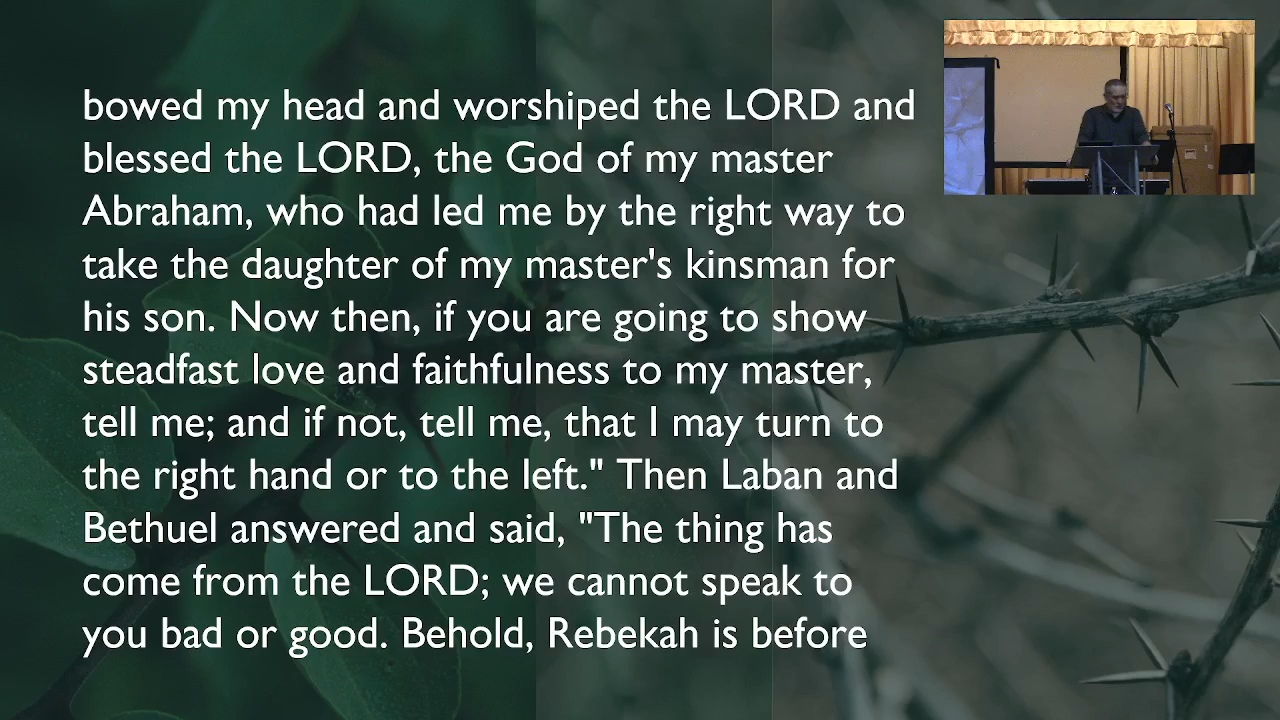 bowed my head and worshiped the LORD and
blessed the LORD, the God of my master
Abraham, who had led me by the right way to
take the daughter of my master's kinsman for
his son. Now then, if you are going to show
steadfast love and faithfulness to my master,
tell me; and if not, tell me, that I may turn to
the right hand or to the left." Then Laban and
Bethuel answered and said, "The thing has
come from the LORD; we cannot speak to
you bad or good. Behold, Rebekah is before